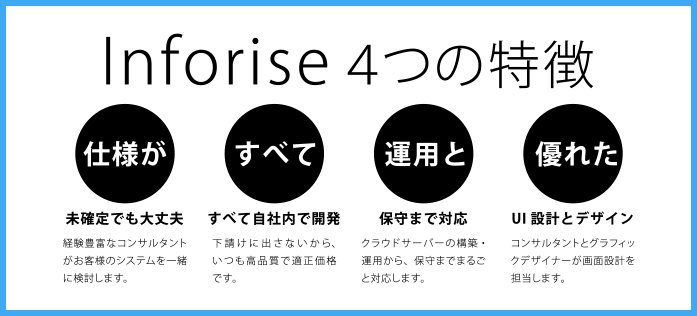 Inforise 4つの特徴
仕様が
未確定でも大丈夫
経験豊富なコンサルタント
がお客様のシステムを一緒
に検討します。
すべて
すべて自社内で開発
下請けに出さないから、
いつも高品質で適正価格
です。
運用と
保守まで対応
クラウドサーバーの構築・
運用から、保守までまるご
と対応します。
優れた
UI 設計とデザイン
コンサルタントとグラフィッ
クデザイナーが画面設計を
担当します。